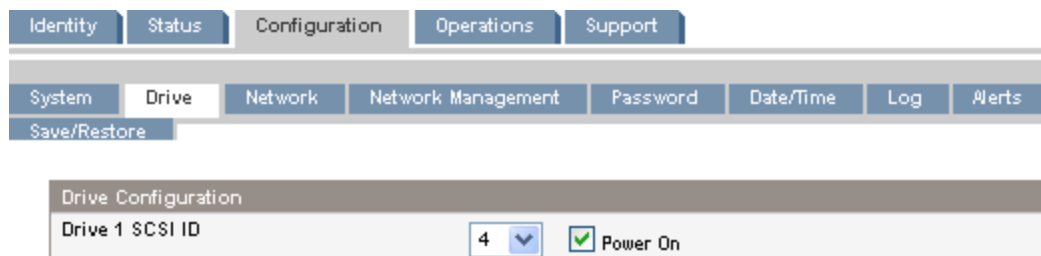 Identity Status Configuration Operations Support
System Drive Network Network Management Password Date/Time Log Alerts
Save/Restore
Drive Configuration
Drive 1 SCSI ID 4 Power On